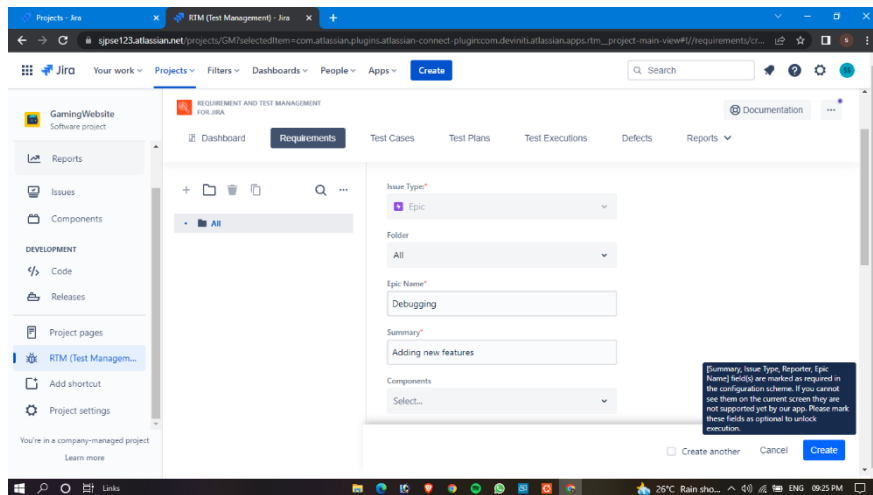 Projects - Jira
RTM (Test Management) - Jira
sjpse123.atlassian.net/projects/GM?selectedItem=com.atlassian.plugins.atlassian-connect-plugin:com.deviniti.atlassian.apps.rtm__project-main-view#!/requirements/cr...
Jira Your work Projects Filters Dashboards People Apps Create Search SS
GamingWebsite
Software project
Reports
Issues
Components
DEVELOPMENT
Code
Releases
Project pages
RTM (Test Managem...
Add shortcut
Project settings
You're in a company-managed project
Learn more
REQUIREMENT AND TEST MANAGEMENT
FOR JIRA
Documentation
Dashboard Requirements Test Cases Test Plans Test Executions Defects Reports
All
Issue Type:*
Epic
Folder
All
Epic Name*
Debugging
Summary*
Adding new features
Components
Select...
[Summary, Issue Type, Reporter, Epic
Name] field(s) are marked as required in
the configuration scheme. If you cannot
see them on the current screen they are
not supported yet by our app. Please mark
these fields as optional to unlock
execution.
Create another Cancel Create
Links
26°C Rain sho... ENG 09:25 PM